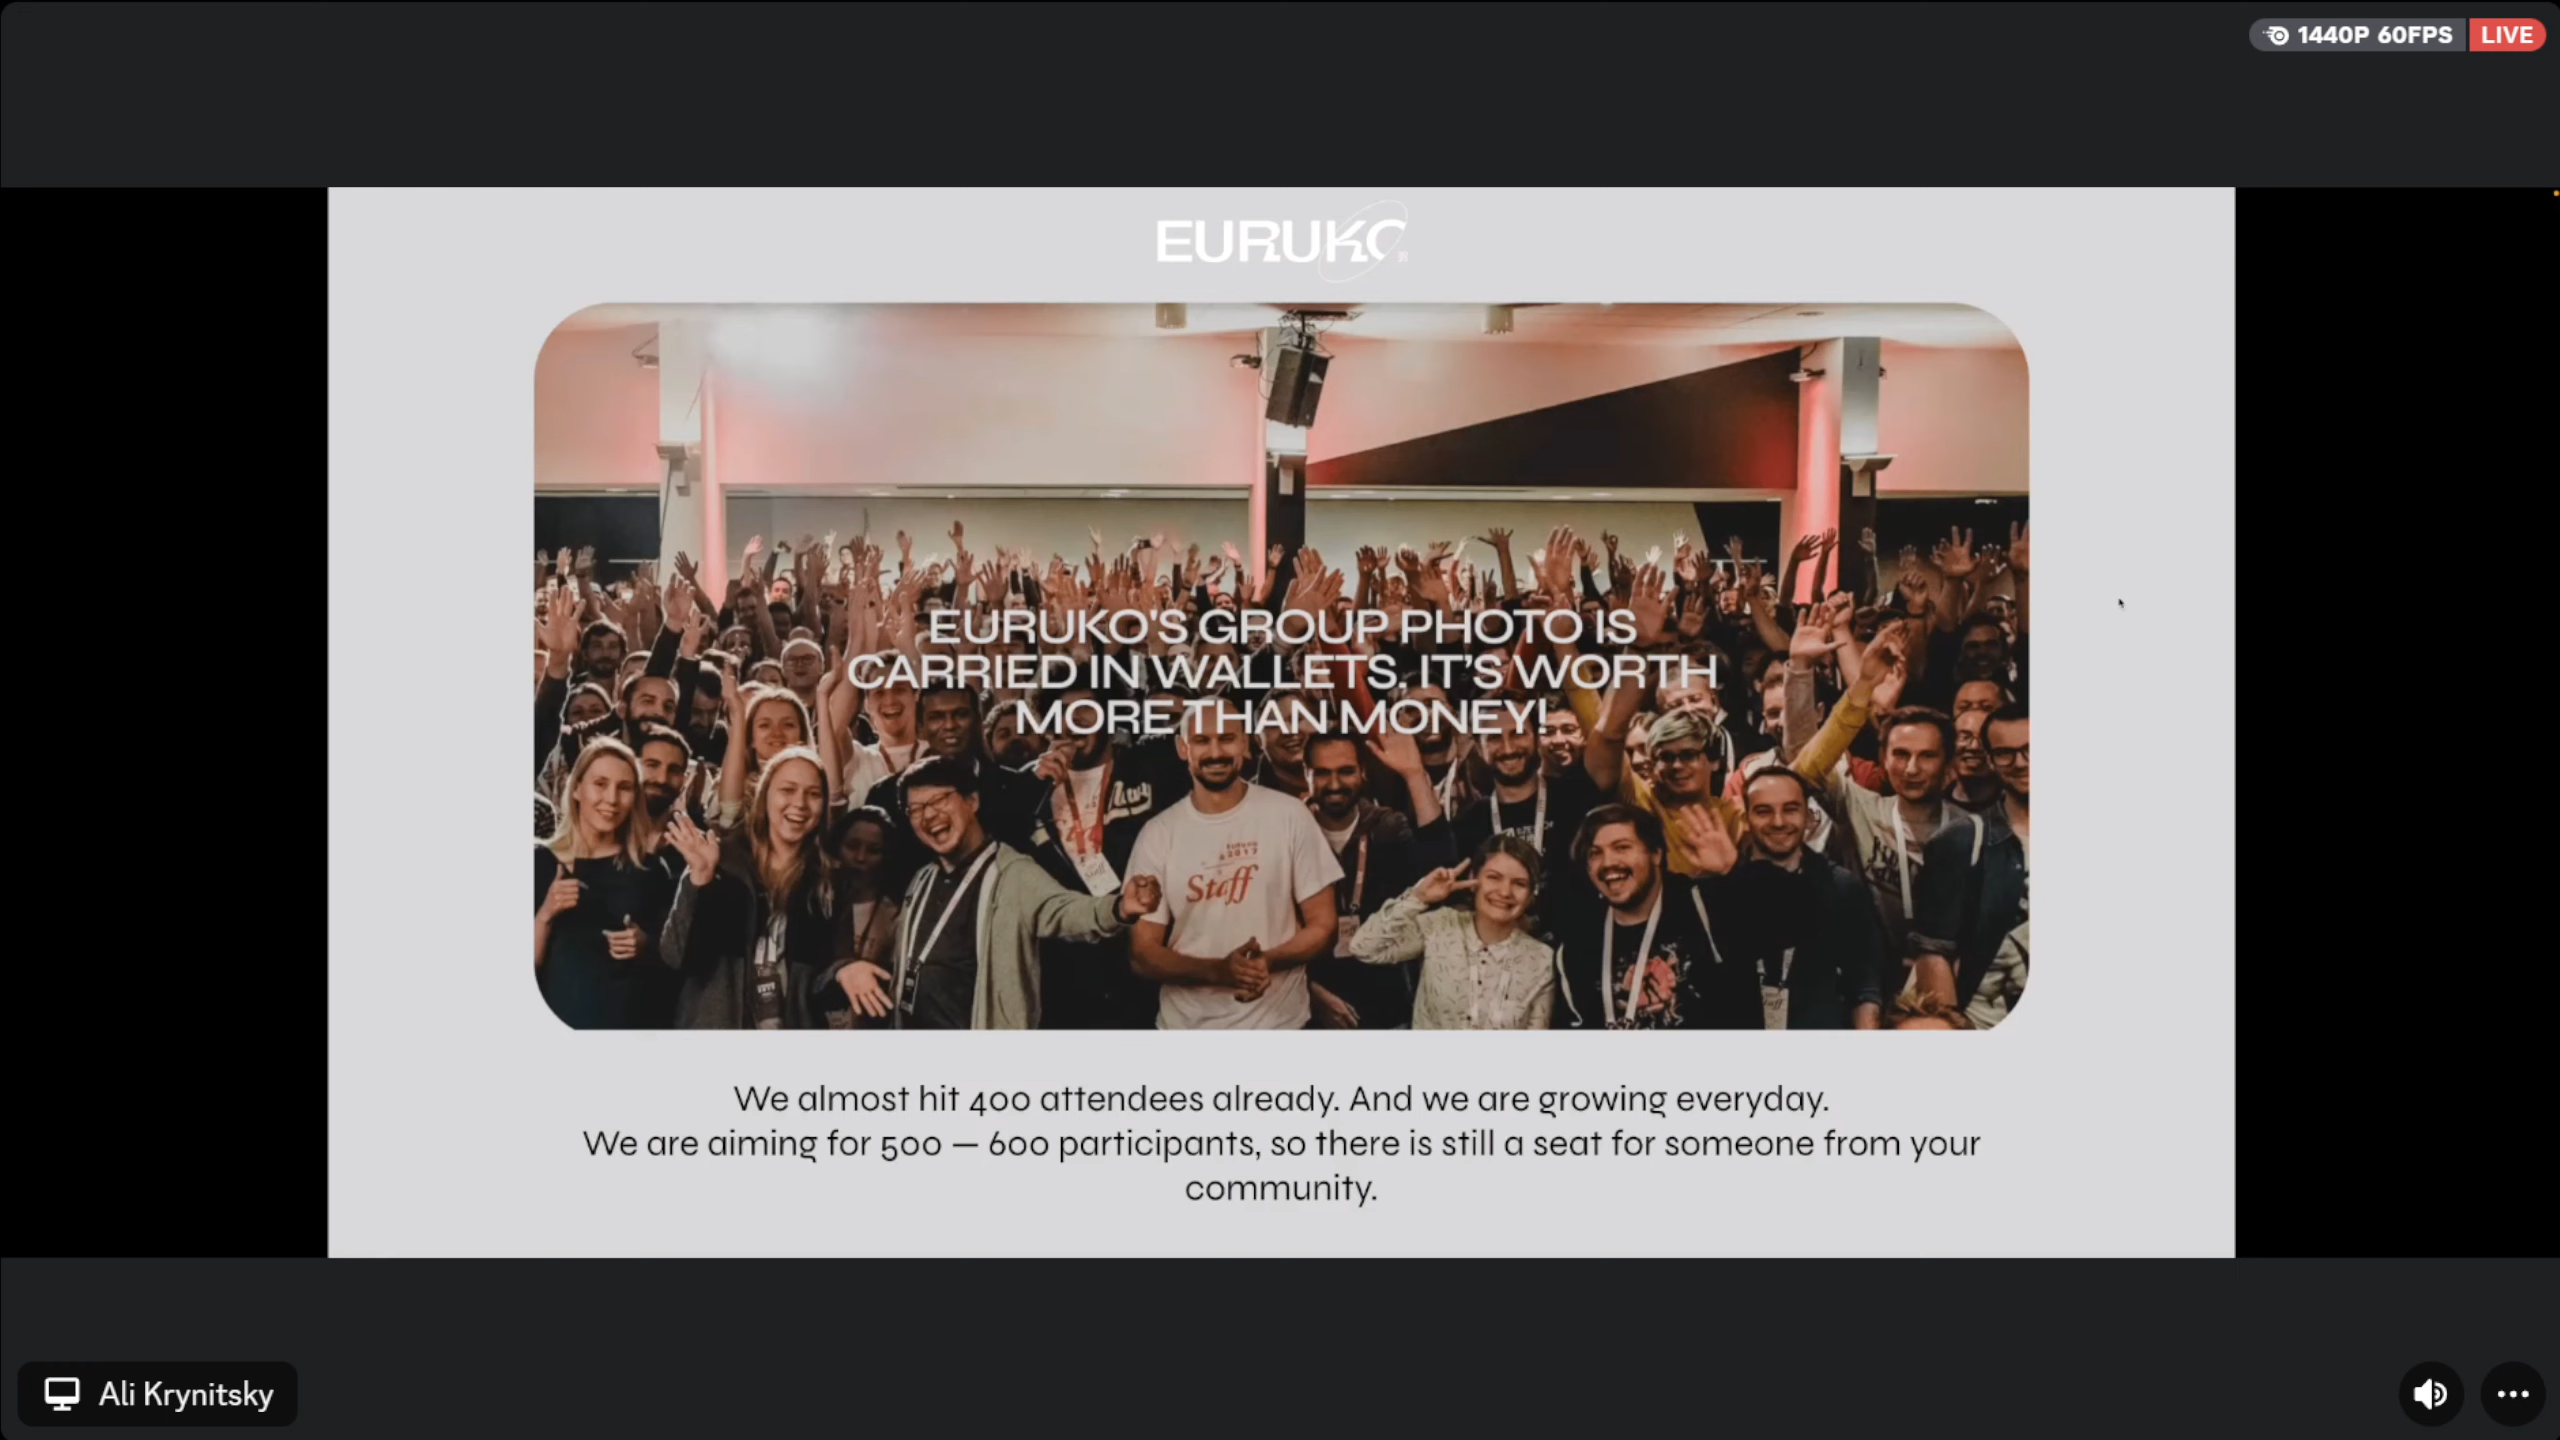 1440P 60FPS LIVE
EURUKO
EURUKO'S GROUP PHOTO IS
CARRIED IN WALLETS. IT'S WORTH
MORE THAN MONEY!
2017
Staff
Staff
We almost hit 400 attendees already. And we are growing everyday.
We are aiming for 500 — 600 participants, so there is still a seat for someone from your
community.
Ali Krynitsky